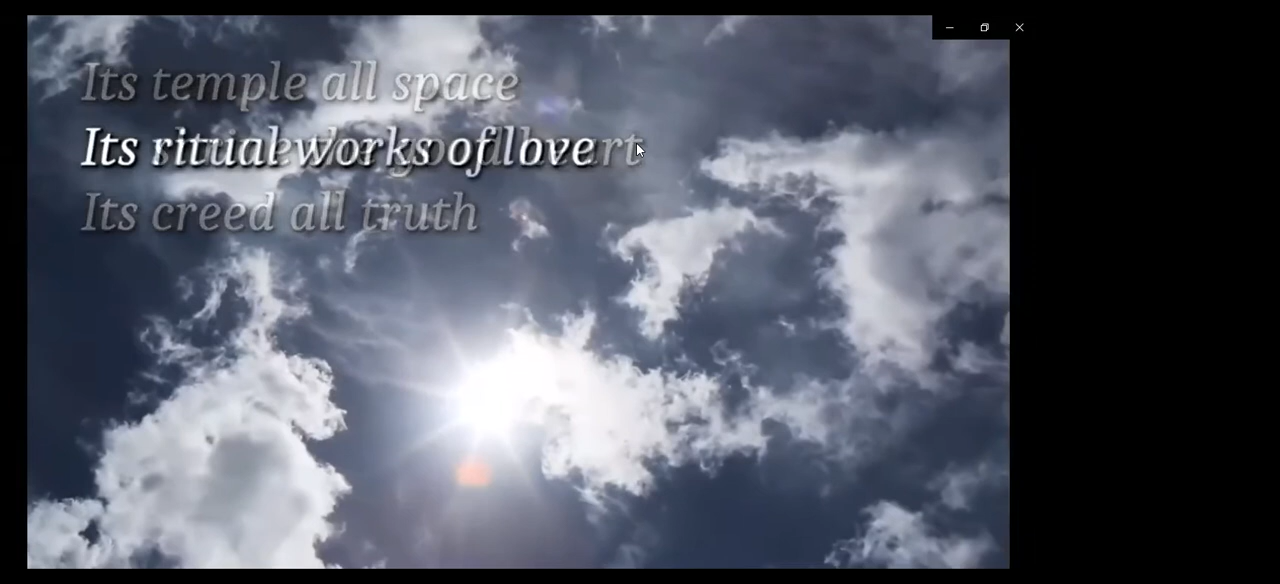 Its temple all space
Its ritual works of love
Its creed all truth